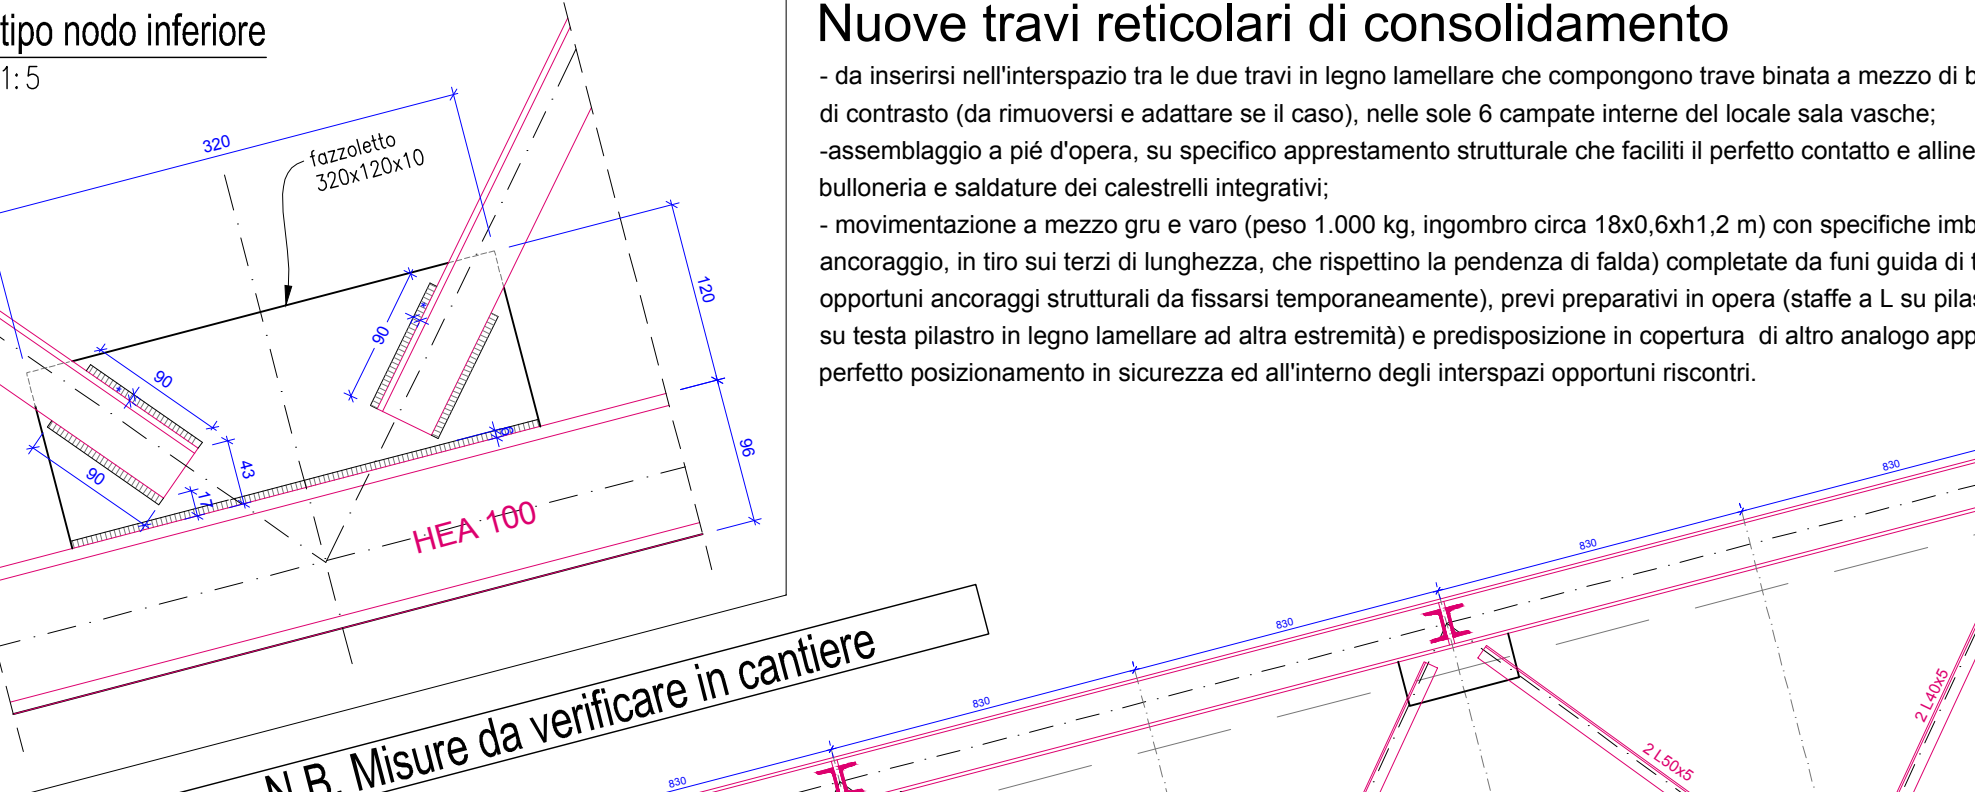 tipo nodo inferiore
1:5
320
fazzoletto
320x120x10
90
90
90
43
17
120
96
HEA 100
N.B. Misure da verificare in cantiere
Nuove travi reticolari di consolidamento
- da inserirsi nell'interspazio tra le due travi in legno lamellare che compongono trave binata a mezzo di b
di contrasto (da rimuoversi e adattare se il caso), nelle sole 6 campate interne del locale sala vasche;
-assemblaggio a pié d'opera, su specifico apprestamento strutturale che faciliti il perfetto contatto e alline
bulloneria e saldature dei calestrelli integrativi;
- movimentazione a mezzo gru e varo (peso 1.000 kg, ingombro circa 18x0,6xh1,2 m) con specifiche imb
ancoraggio, in tiro sui terzi di lunghezza, che rispettino la pendenza di falda) completate da funi guida di t
opportuni ancoraggi strutturali da fissarsi temporaneamente), previ preparativi in opera (staffe a L su pilas
su testa pilastro in legno lamellare ad altra estremità) e predisposizione in copertura di altro analogo app
perfetto posizionamento in sicurezza ed all'interno degli interspazi opportuni riscontri.
830
830
830
830
830
2 L40x5
2 L50x5